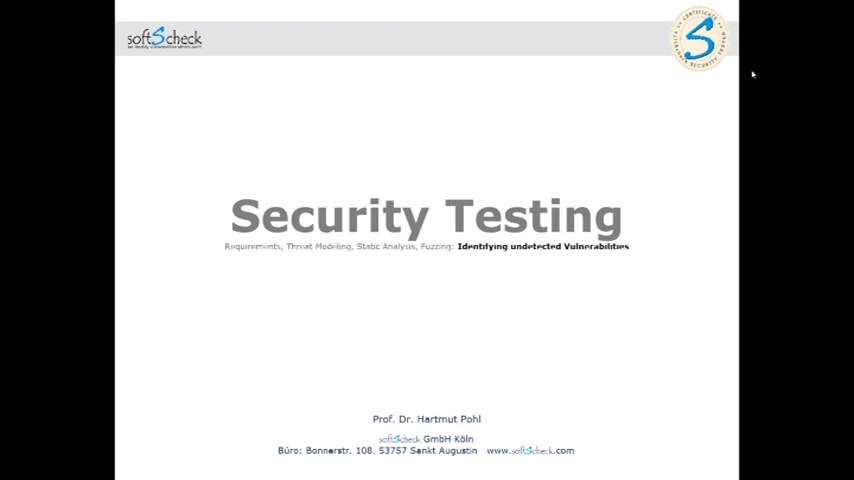 softScheck
Security Testing
Requirements, Threat Modeling, Static Analysis, Fuzzing: Identifying undetected Vulnerabilities
Prof. Dr. Hartmut Pohl
softScheck GmbH Köln
Büro: Bonnerstr. 108. 53757 Sankt Augustin www.softScheck.com